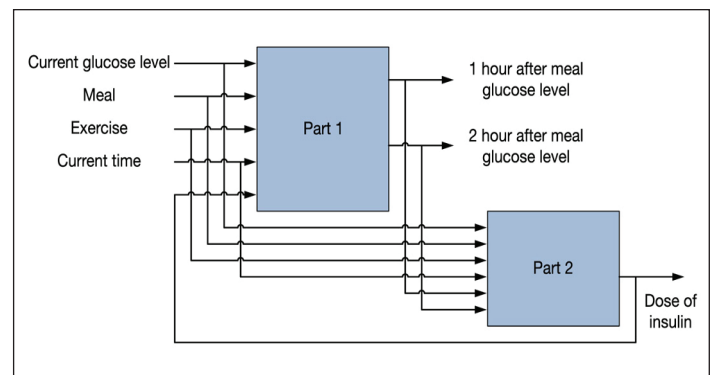 Current glucose level
Meal
Exercise
Current time
Part 1
1 hour after meal
glucose level
2 hour after meal
glucose level
Part 2
Dose of
insulin